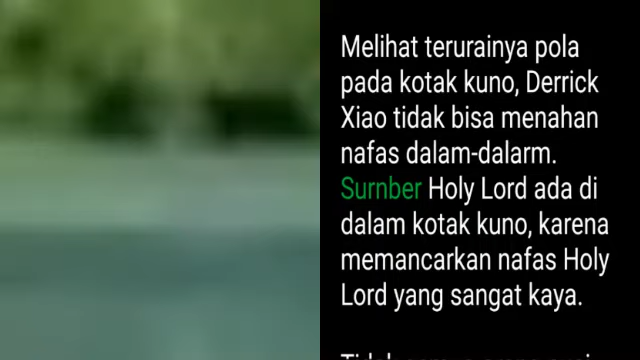 Melihat terurainya pola
pada kotak kuno, Derrick
Xiao tidak bisa menahan
nafas dalam-dalarm.
Surnber Holy Lord ada di
dalam kotak kuno, karena
memancarkan nafas Holy
Lord yang sangat kaya.